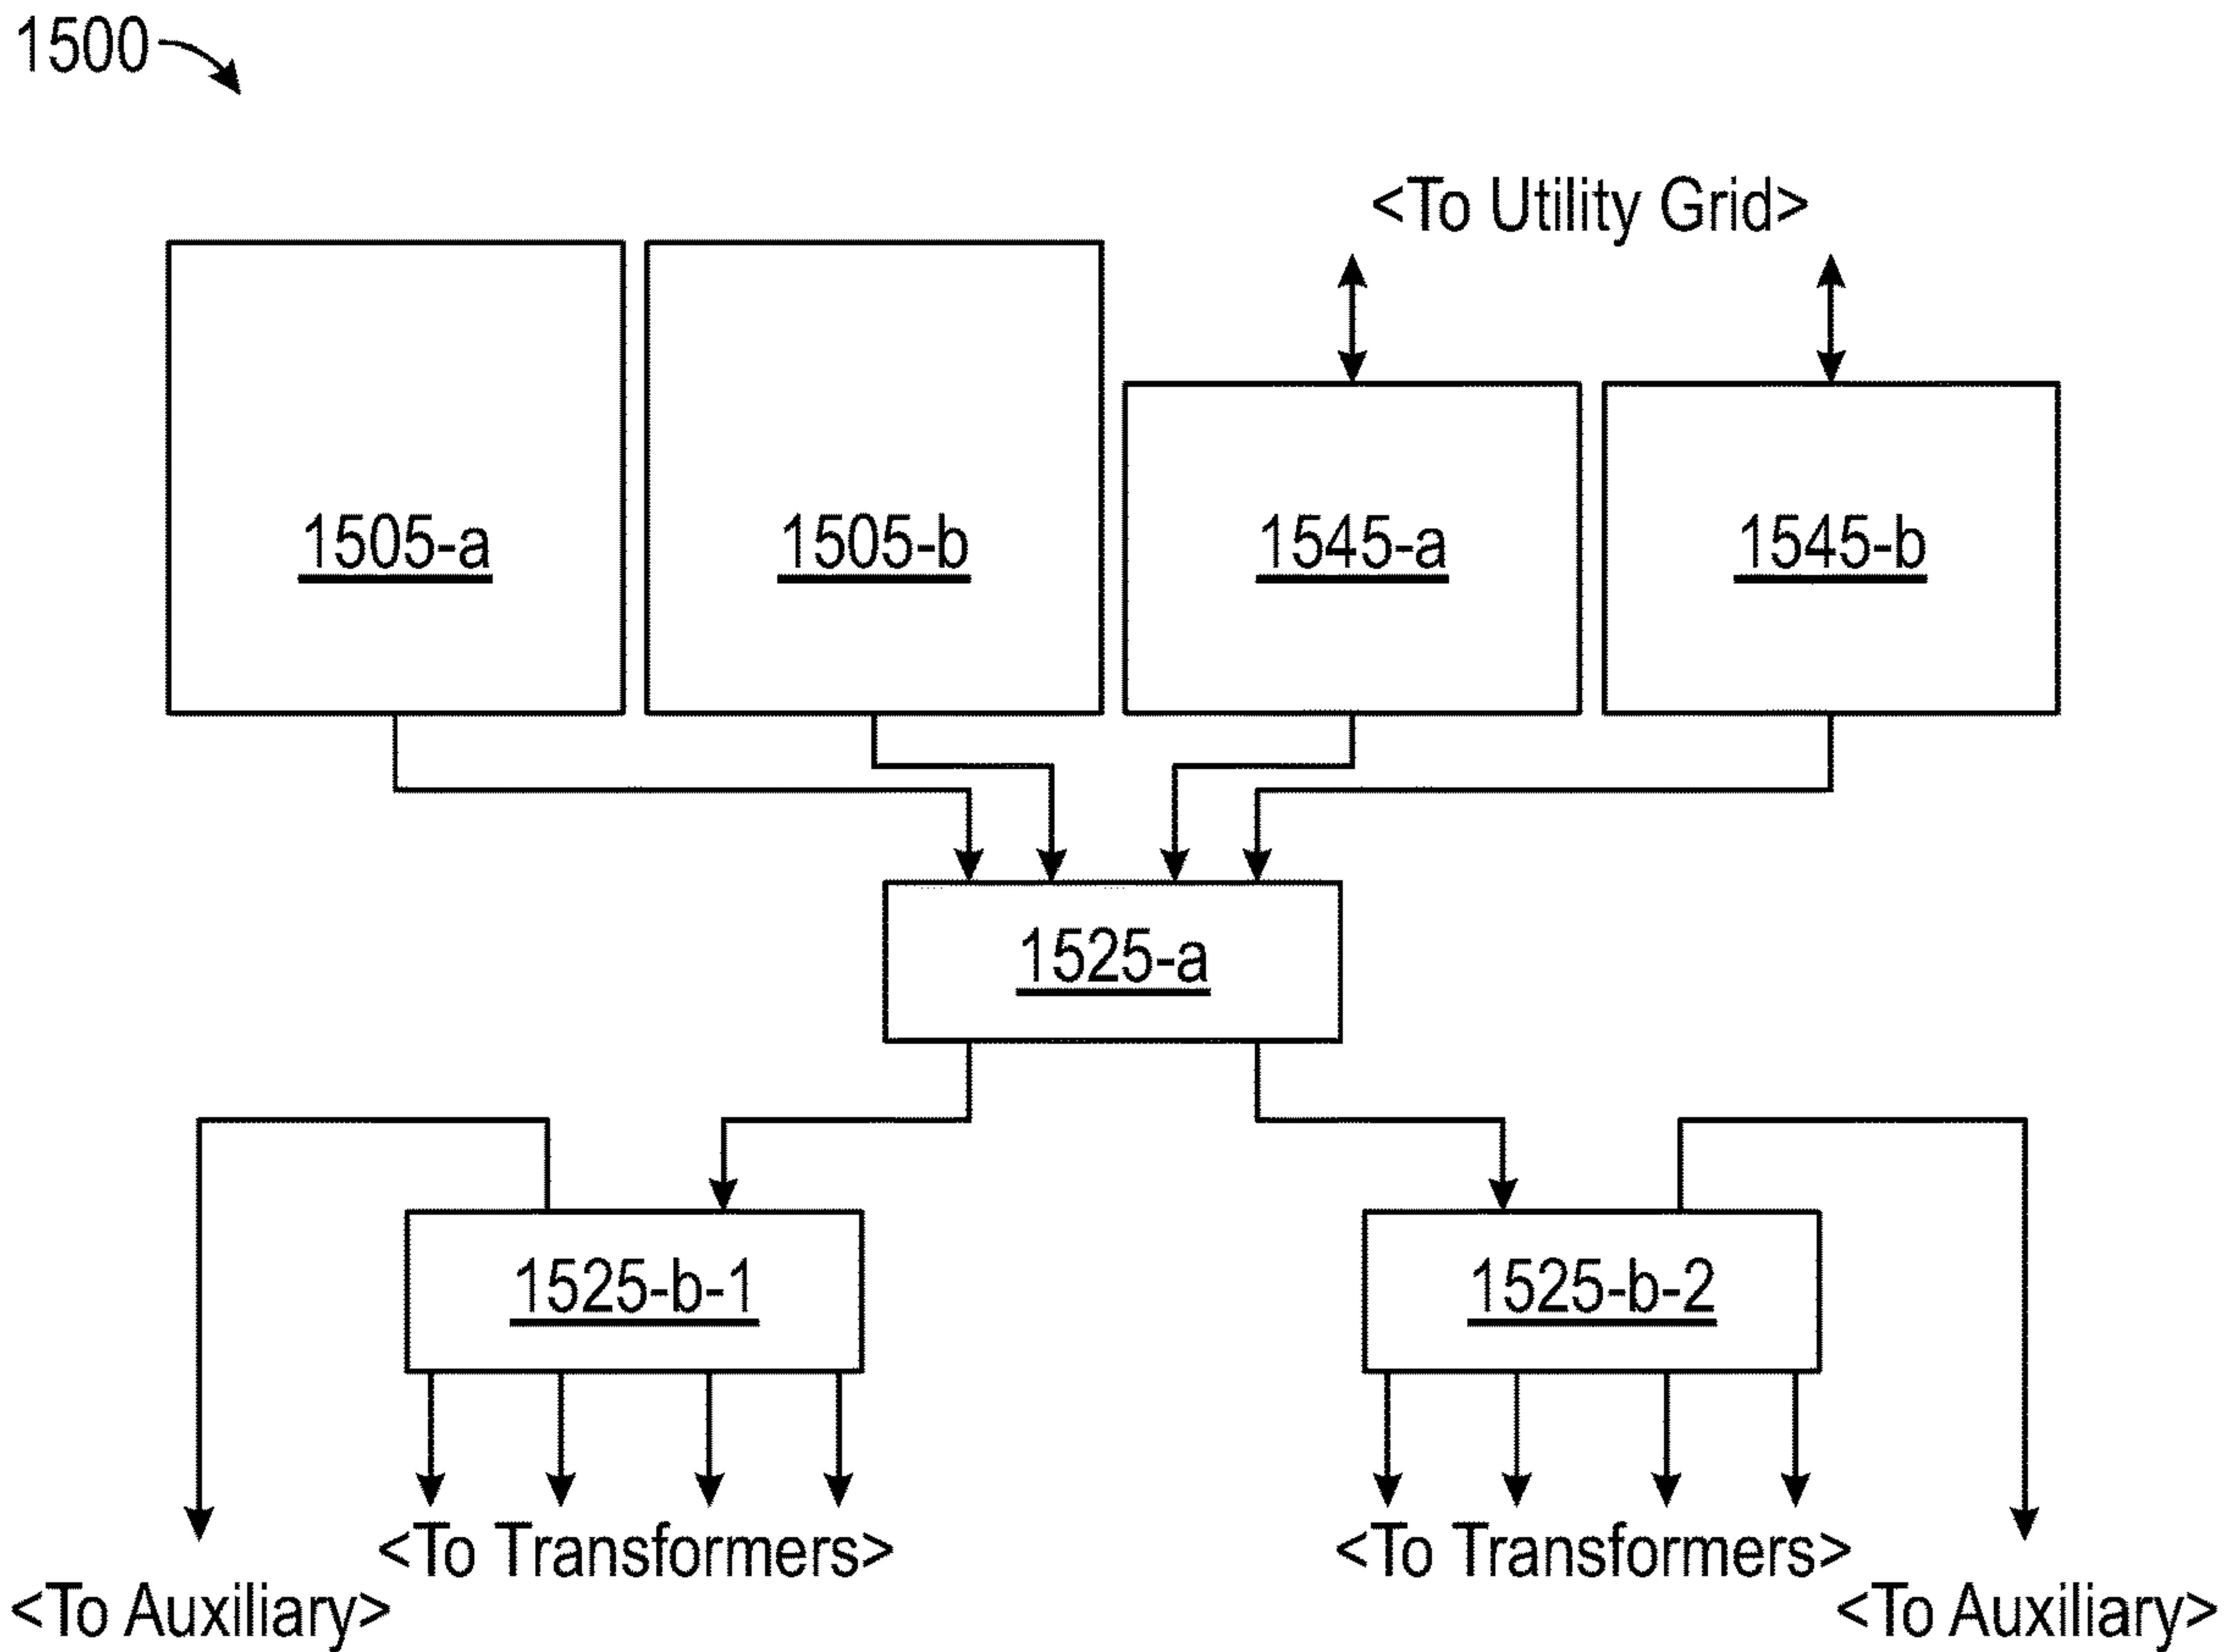 1500
<To Utility Grid>
1505-a
1505-b
1545-a
1545-b
1525-a
1525-b-1
1525-b-2
<To Transformers>
<To Transformers>
<To Auxiliary>
<To Auxiliary>